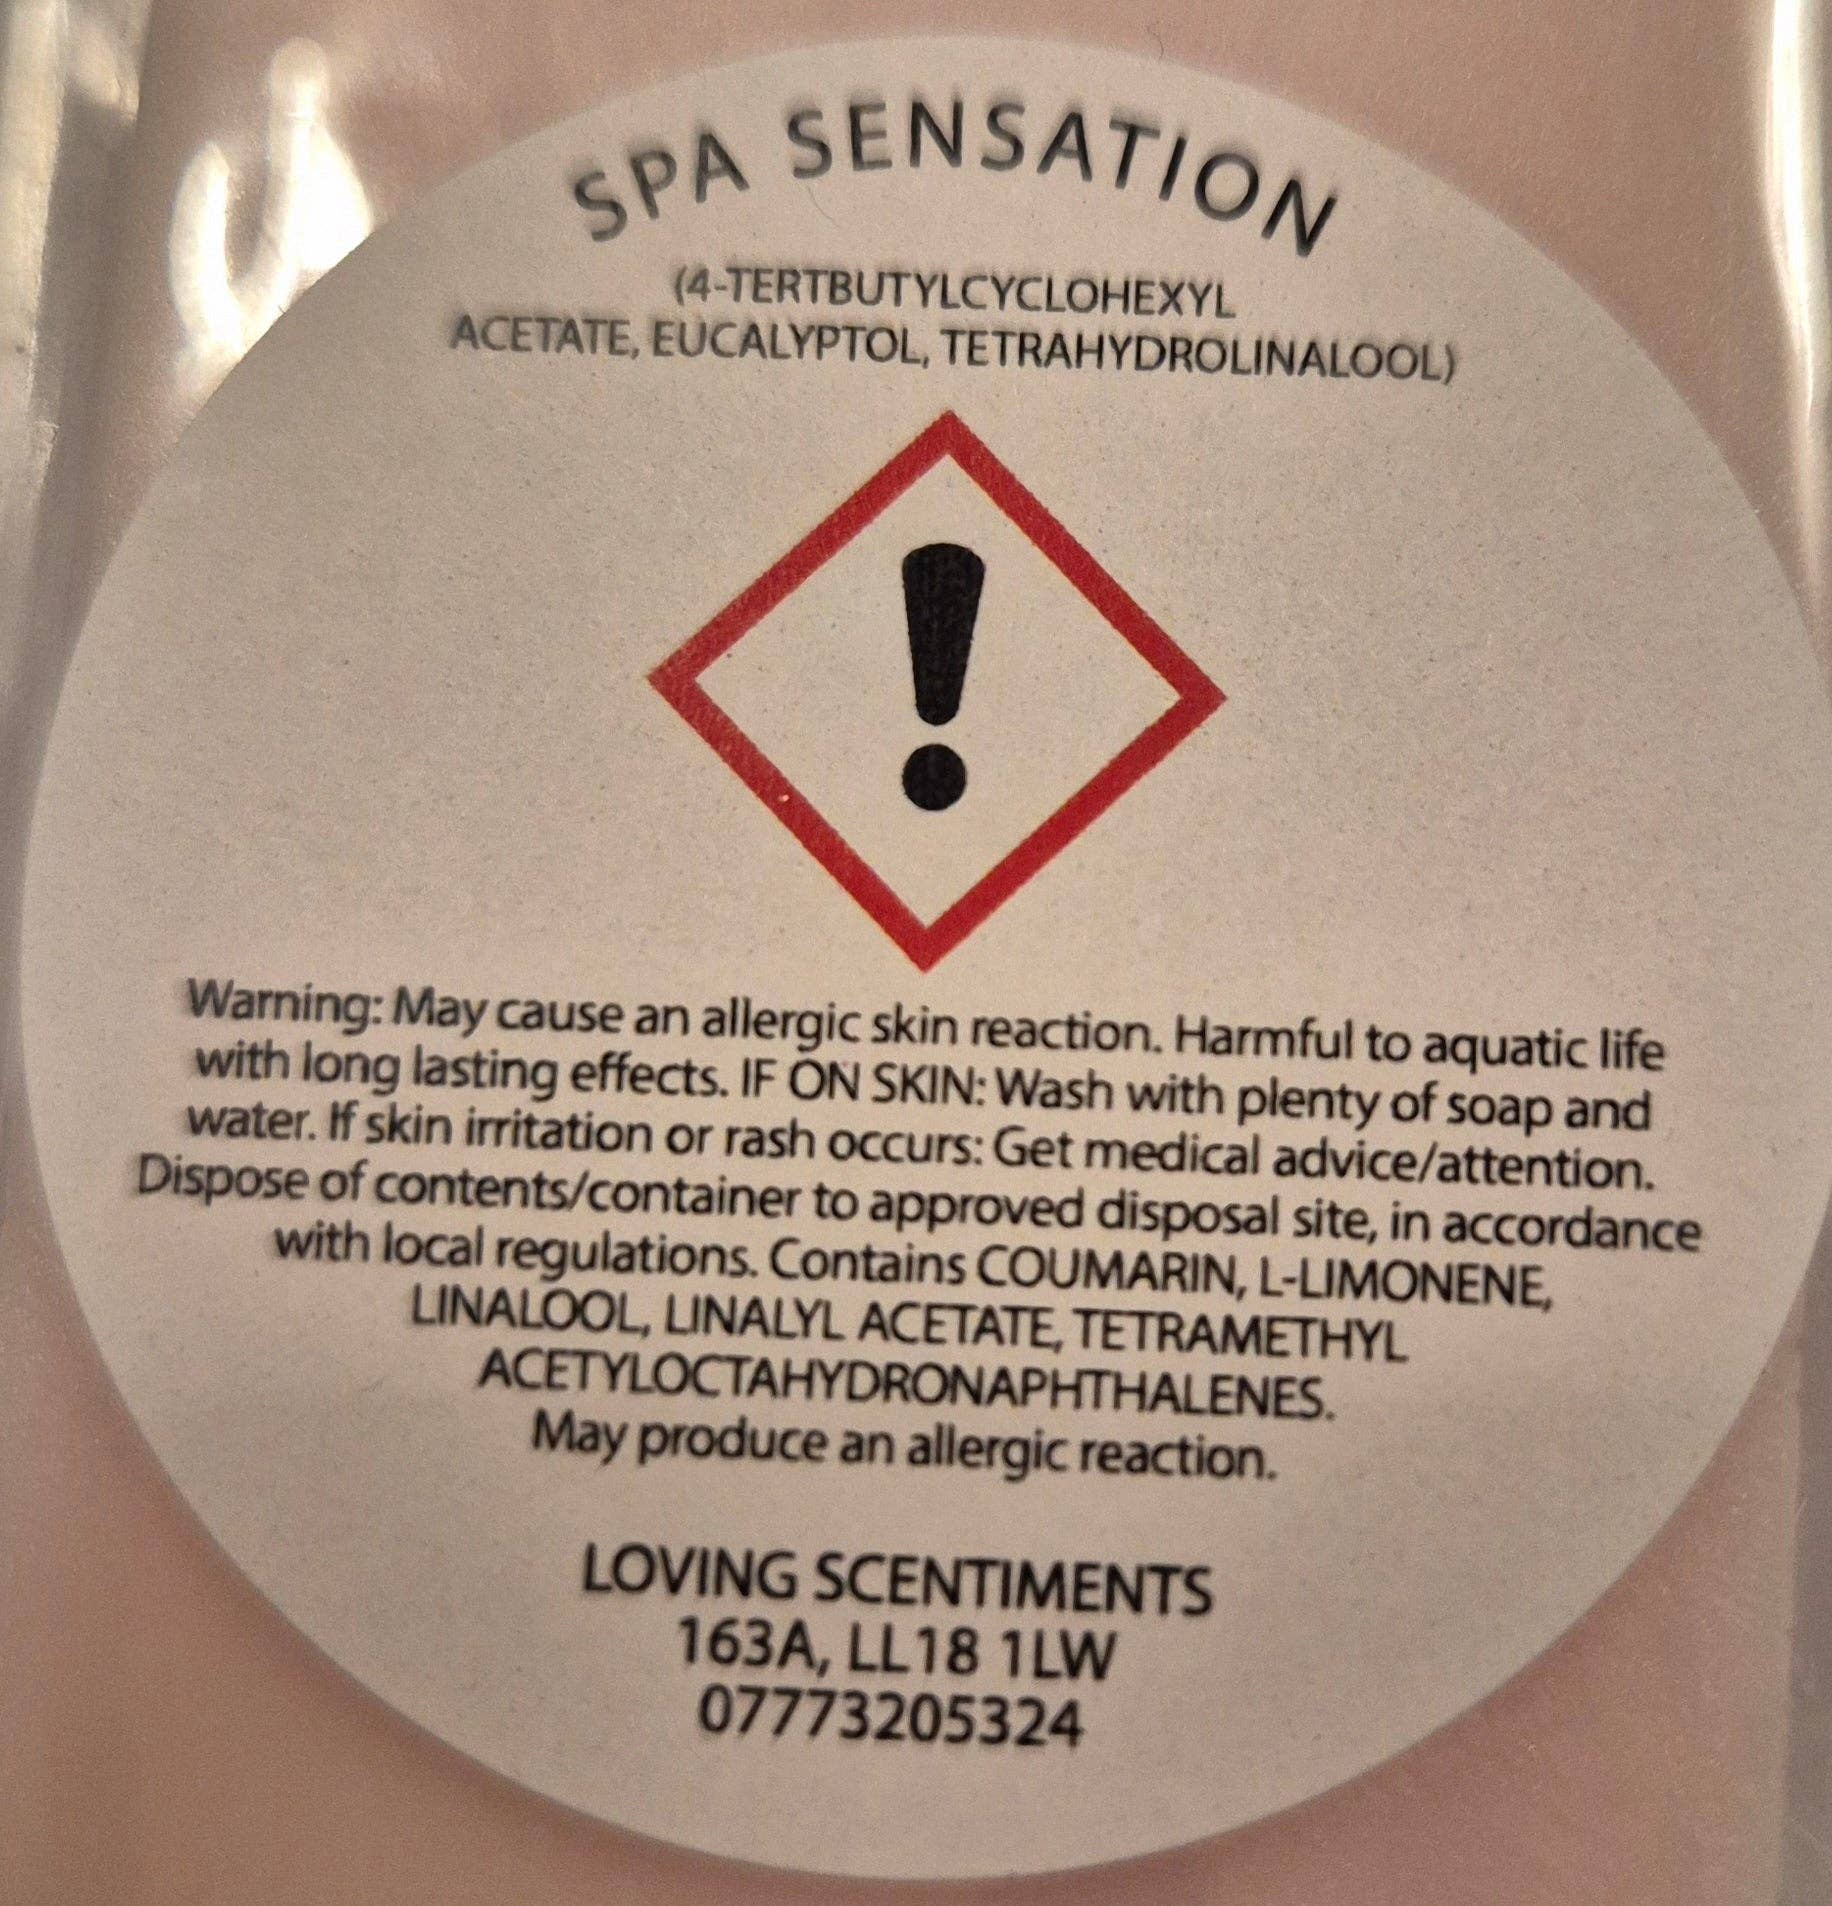 SPA SENSATION
(4-TERTBUTYLCYCLOHEXYL
ACETATE, EUCALYPTOL, TETRAHYDROLINALOOL)
!
Warning: May cause an allergic skin reaction. Harmful to aquatic life
with long lasting effects. IF ON SKIN: Wash with plenty of soap and
water. If skin irritation or rash occurs: Get medical advice/attention.
Dispose of contents/container to approved disposal site, in accordance
with local regulations. Contains COUMARIN, L-LIMONENE,
LINALOOL, LINALYL ACETATE, TETRAMETHYL
ACETYLOCTAHYDRONAPHTHALENES.
May produce an allergic reaction.
LOVING SCENTIMENTS
163A, LL18 1LW
07773205324